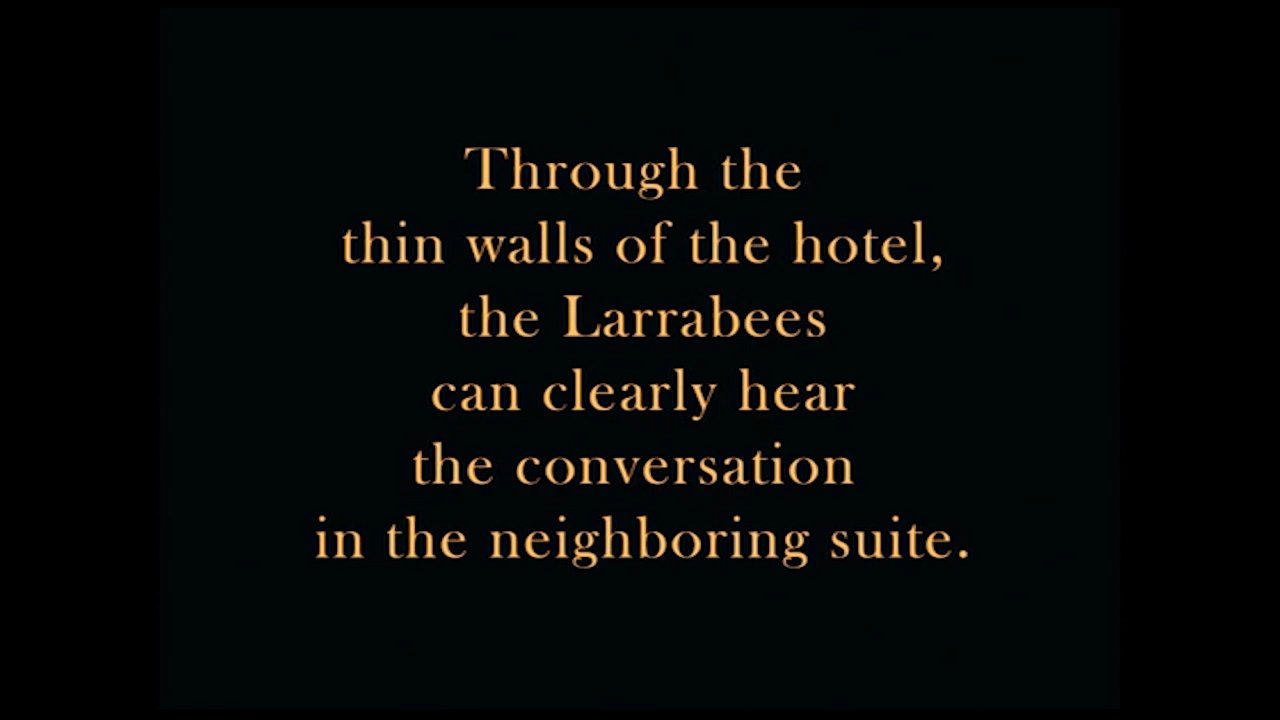 Through the
thin walls of the hotel,
the Larrabees
can clearly hear
the conversation
in the neighboring suite.